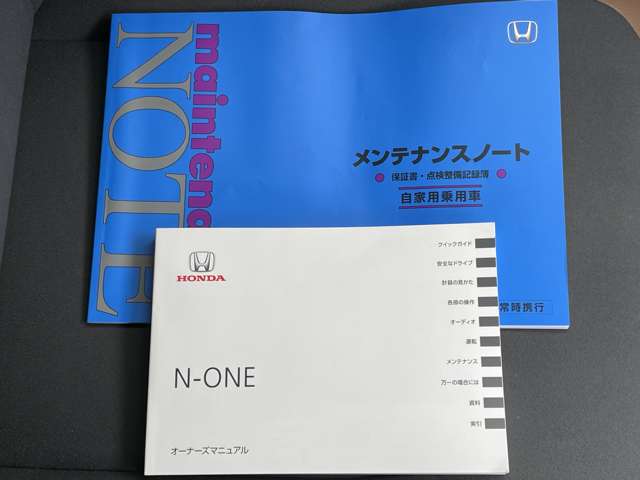 maintena
NOTE
メンテナンスノート
保証書・点検整備記録簿
自家用乗用車
常時携行
HONDA
N-ONE
オーナーズマニュアル
クイックガイド
安全なドライブ
計器の見かた
各部の操作
オーディオ
運転
メンテナンス
万一の場合には
資料
索引